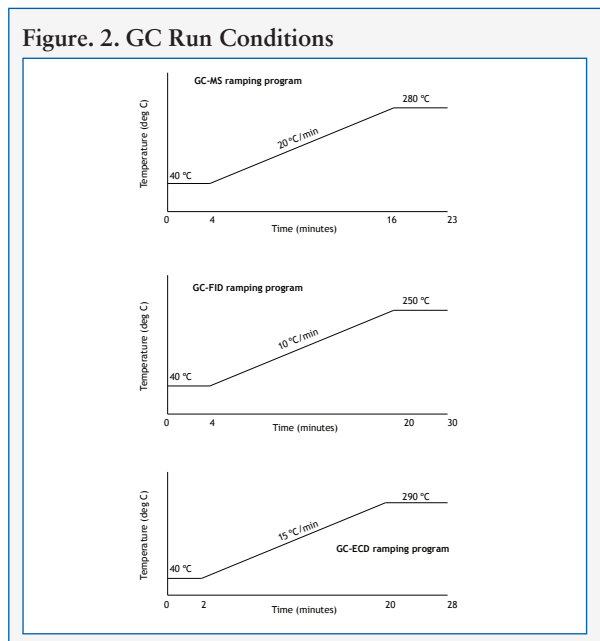 Figure. 2. GC Run Conditions
GC-MS ramping program
280 °C
20 °C/min
40 °C
Temperature (deg C)
0 4 16 23
Time (minutes)
GC-FID ramping program
250 °C
10 °C/min
40 °C
Temperature (deg C)
0 4 20 30
Time (minutes)
290 °C
15 °C/min
GC-ECD ramping program
40 °C
Temperature (deg C)
0 2 20 28
Time (minutes)